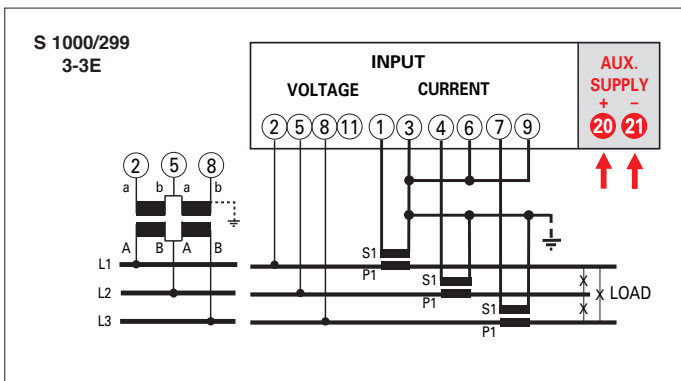 S 1000/299
3-3E
INPUT
VOLTAGE CURRENT
AUX.
SUPPLY
+ −
2 5 8 11 1 3 4 6 7 9 20 21
2 5 8
a b a b
A B A B
L1
L2
L3
S1
P1
S1
P1
S1
P1
X
X LOAD
X